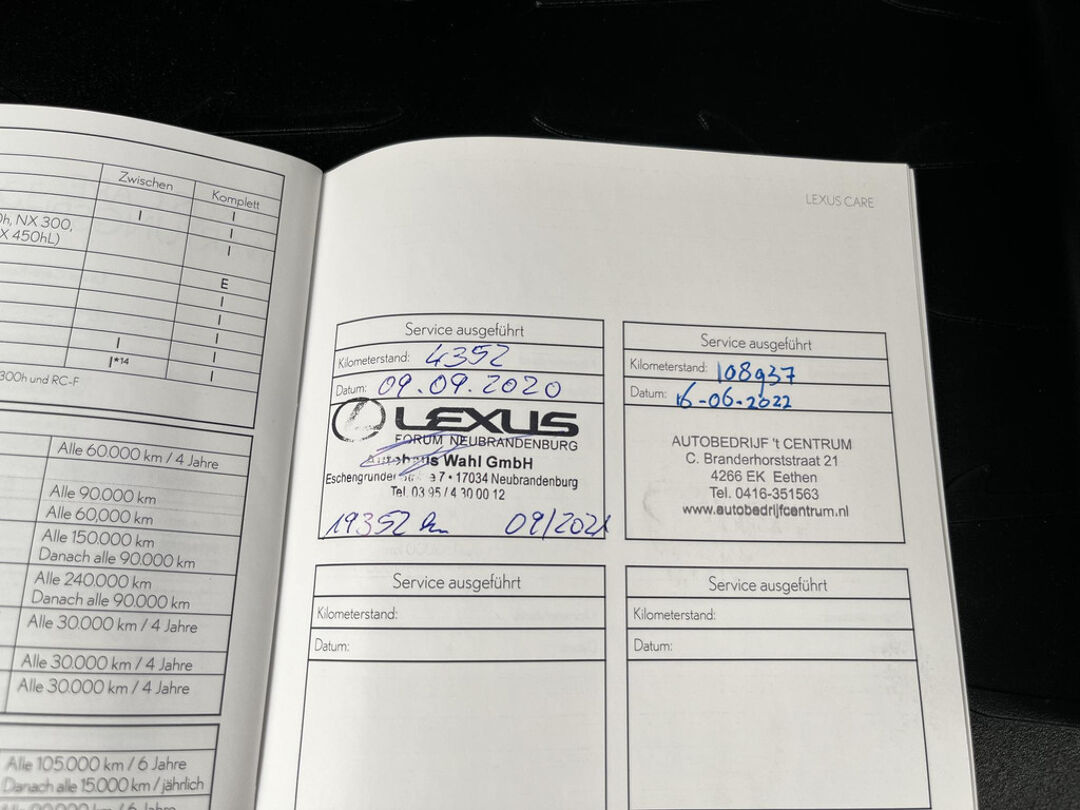 Zwischen Komplett
I I
0h, NX 300, I
X 450hL) I
E
I
I
I I
I*14 I
I
300h und RC-F
Alle 60.000 km / 4 Jahre
Alle 90.000 km
Alle 60,000 km
Alle 150.000 km
Danach alle 90.000 km
Alle 240.000 km
Danach alle 90.000 km
Alle 30.000 km / 4 Jahre
Alle 30.000 km / 4 Jahre
Alle 30.000 km / 4 Jahre
Alle 105.000 km / 6 Jahre
Danach alle 15.000 km / jährlich
LEXUS CARE
Service ausgeführt
Kilometerstand: 4352
Datum: 09.09.2020
LEXUS
FORUM NEUBRANDENBURG
Wahl GmbH
7 · 17034 Neubrandenburg
Tel. 03 95 / 4 30 00 12
19352 km 09/2021
Service ausgeführt
Kilometerstand: 108937
Datum: 16-06-2022
AUTOBEDRIJF 't CENTRUM
C. Branderhorststraat 21
4266 EK Eethen
Tel. 0416-351563
www.autobedrijfcentrum.nl
Service ausgeführt
Kilometerstand:
Datum:
Service ausgeführt
Kilometerstand:
Datum: